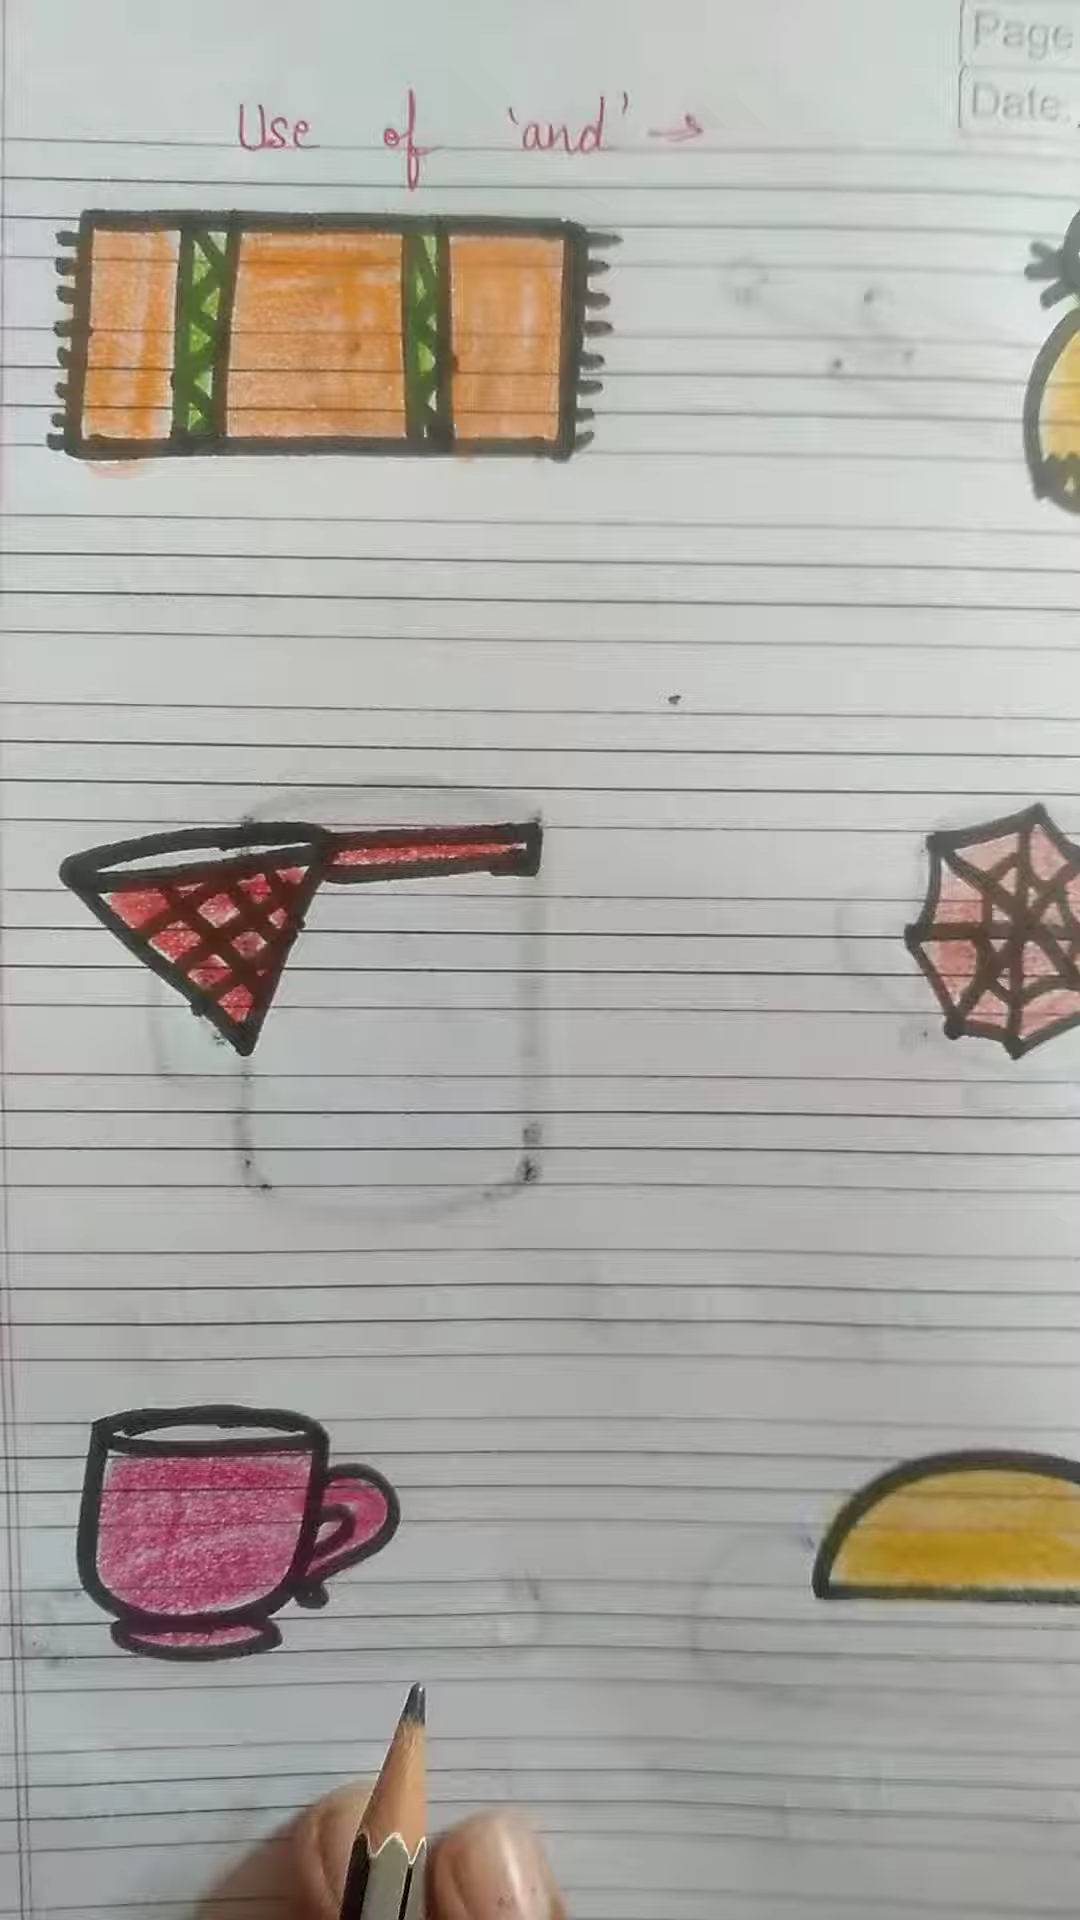 Page
Date:
Use of 'and' →